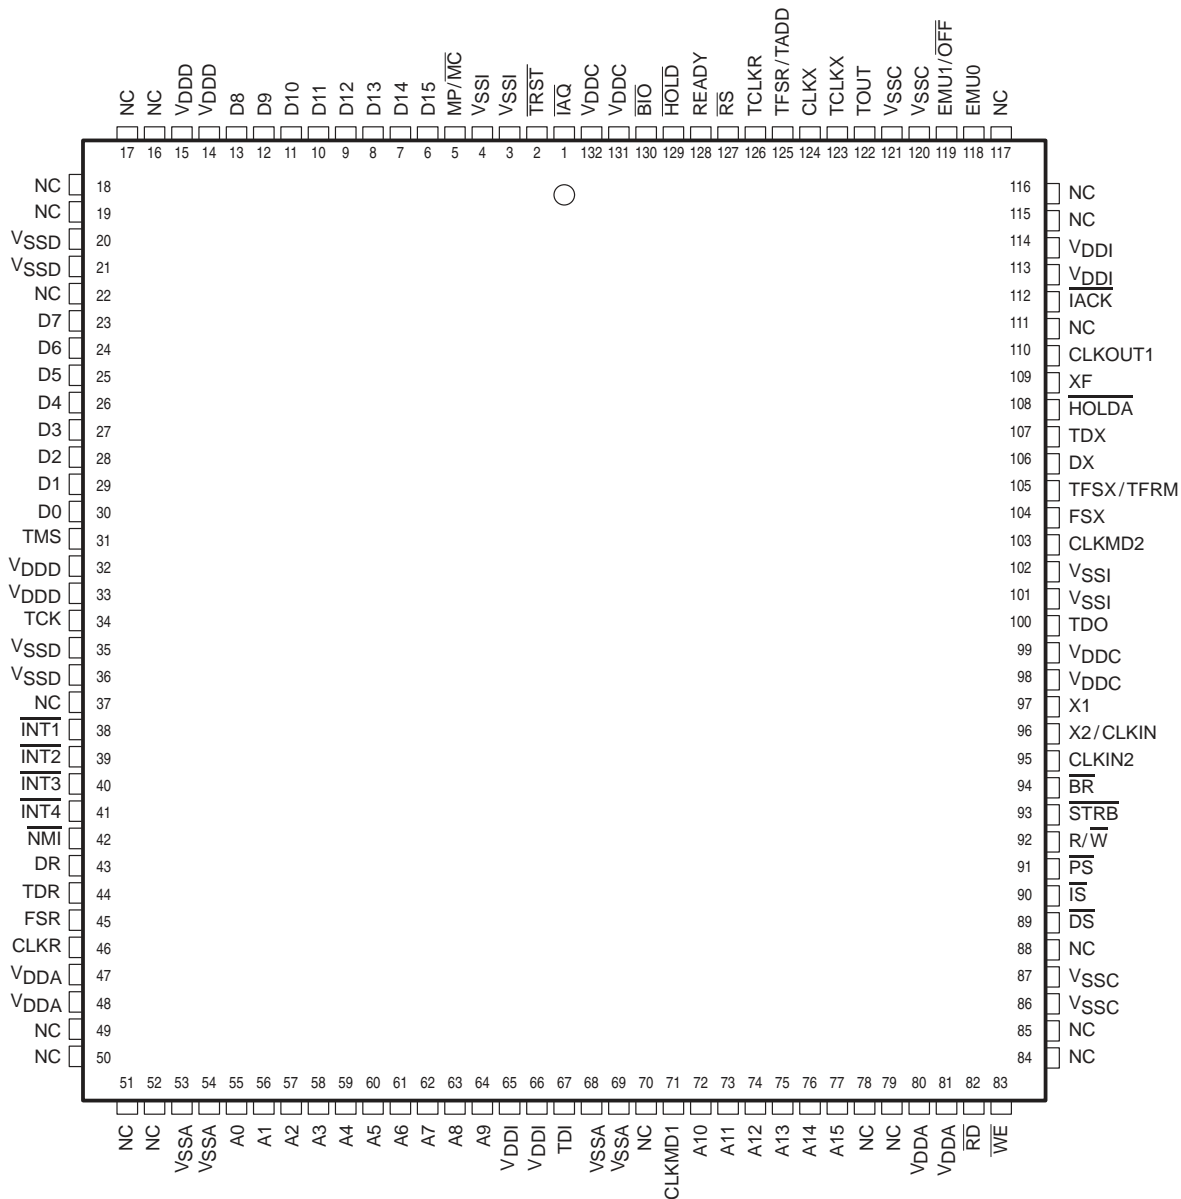 NC
NC
VDDD
VDDD
D8
D9
D10
D11
D12
D13
D14
D15
MP/MC
VSSI
VSSI
TRST
IAQ
VDDC
VDDC
BIO
HOLD
READY
RS
TCLKR
TFSR/TADD
CLKX
TCLKX
TOUT
VSSC
VSSC
EMU1/OFF
EMU0
NC
17 16 15 14 13 12 11 10 9 8 7 6 5 4 3 2 1 132 131 130 129 128 127 126 125 124 123 122 121 120 119 118 117
NC 18
NC 19
VSSD 20
VSSD 21
NC 22
D7 23
D6 24
D5 25
D4 26
D3 27
D2 28
D1 29
D0 30
TMS 31
VDDD 32
VDDD 33
TCK 34
VSSD 35
VSSD 36
NC 37
INT1 38
INT2 39
INT3 40
INT4 41
NMI 42
DR 43
TDR 44
FSR 45
CLKR 46
VDDA 47
VDDA 48
NC 49
NC 50
116 NC
115 NC
114 VDDI
113 VDDI
112 IACK
111 NC
110 CLKOUT1
109 XF
108 HOLDA
107 TDX
106 DX
105 TFSX/TFRM
104 FSX
103 CLKMD2
102 VSSI
101 VSSI
100 TDO
99 VDDC
98 VDDC
97 X1
96 X2/CLKIN
95 CLKIN2
94 BR
93 STRB
92 R/W
91 PS
90 IS
89 DS
88 NC
87 VSSC
86 VSSC
85 NC
84 NC
51 52 53 54 55 56 57 58 59 60 61 62 63 64 65 66 67 68 69 70 71 72 73 74 75 76 77 78 79 80 81 82 83
NC
NC
VSSA
VSSA
A0
A1
A2
A3
A4
A5
A6
A7
A8
A9
VDDI
VDDI
TDI
VSSA
VSSA
NC
CLKMD1
A10
A11
A12
A13
A14
A15
NC
NC
VDDA
VDDA
RD
WE